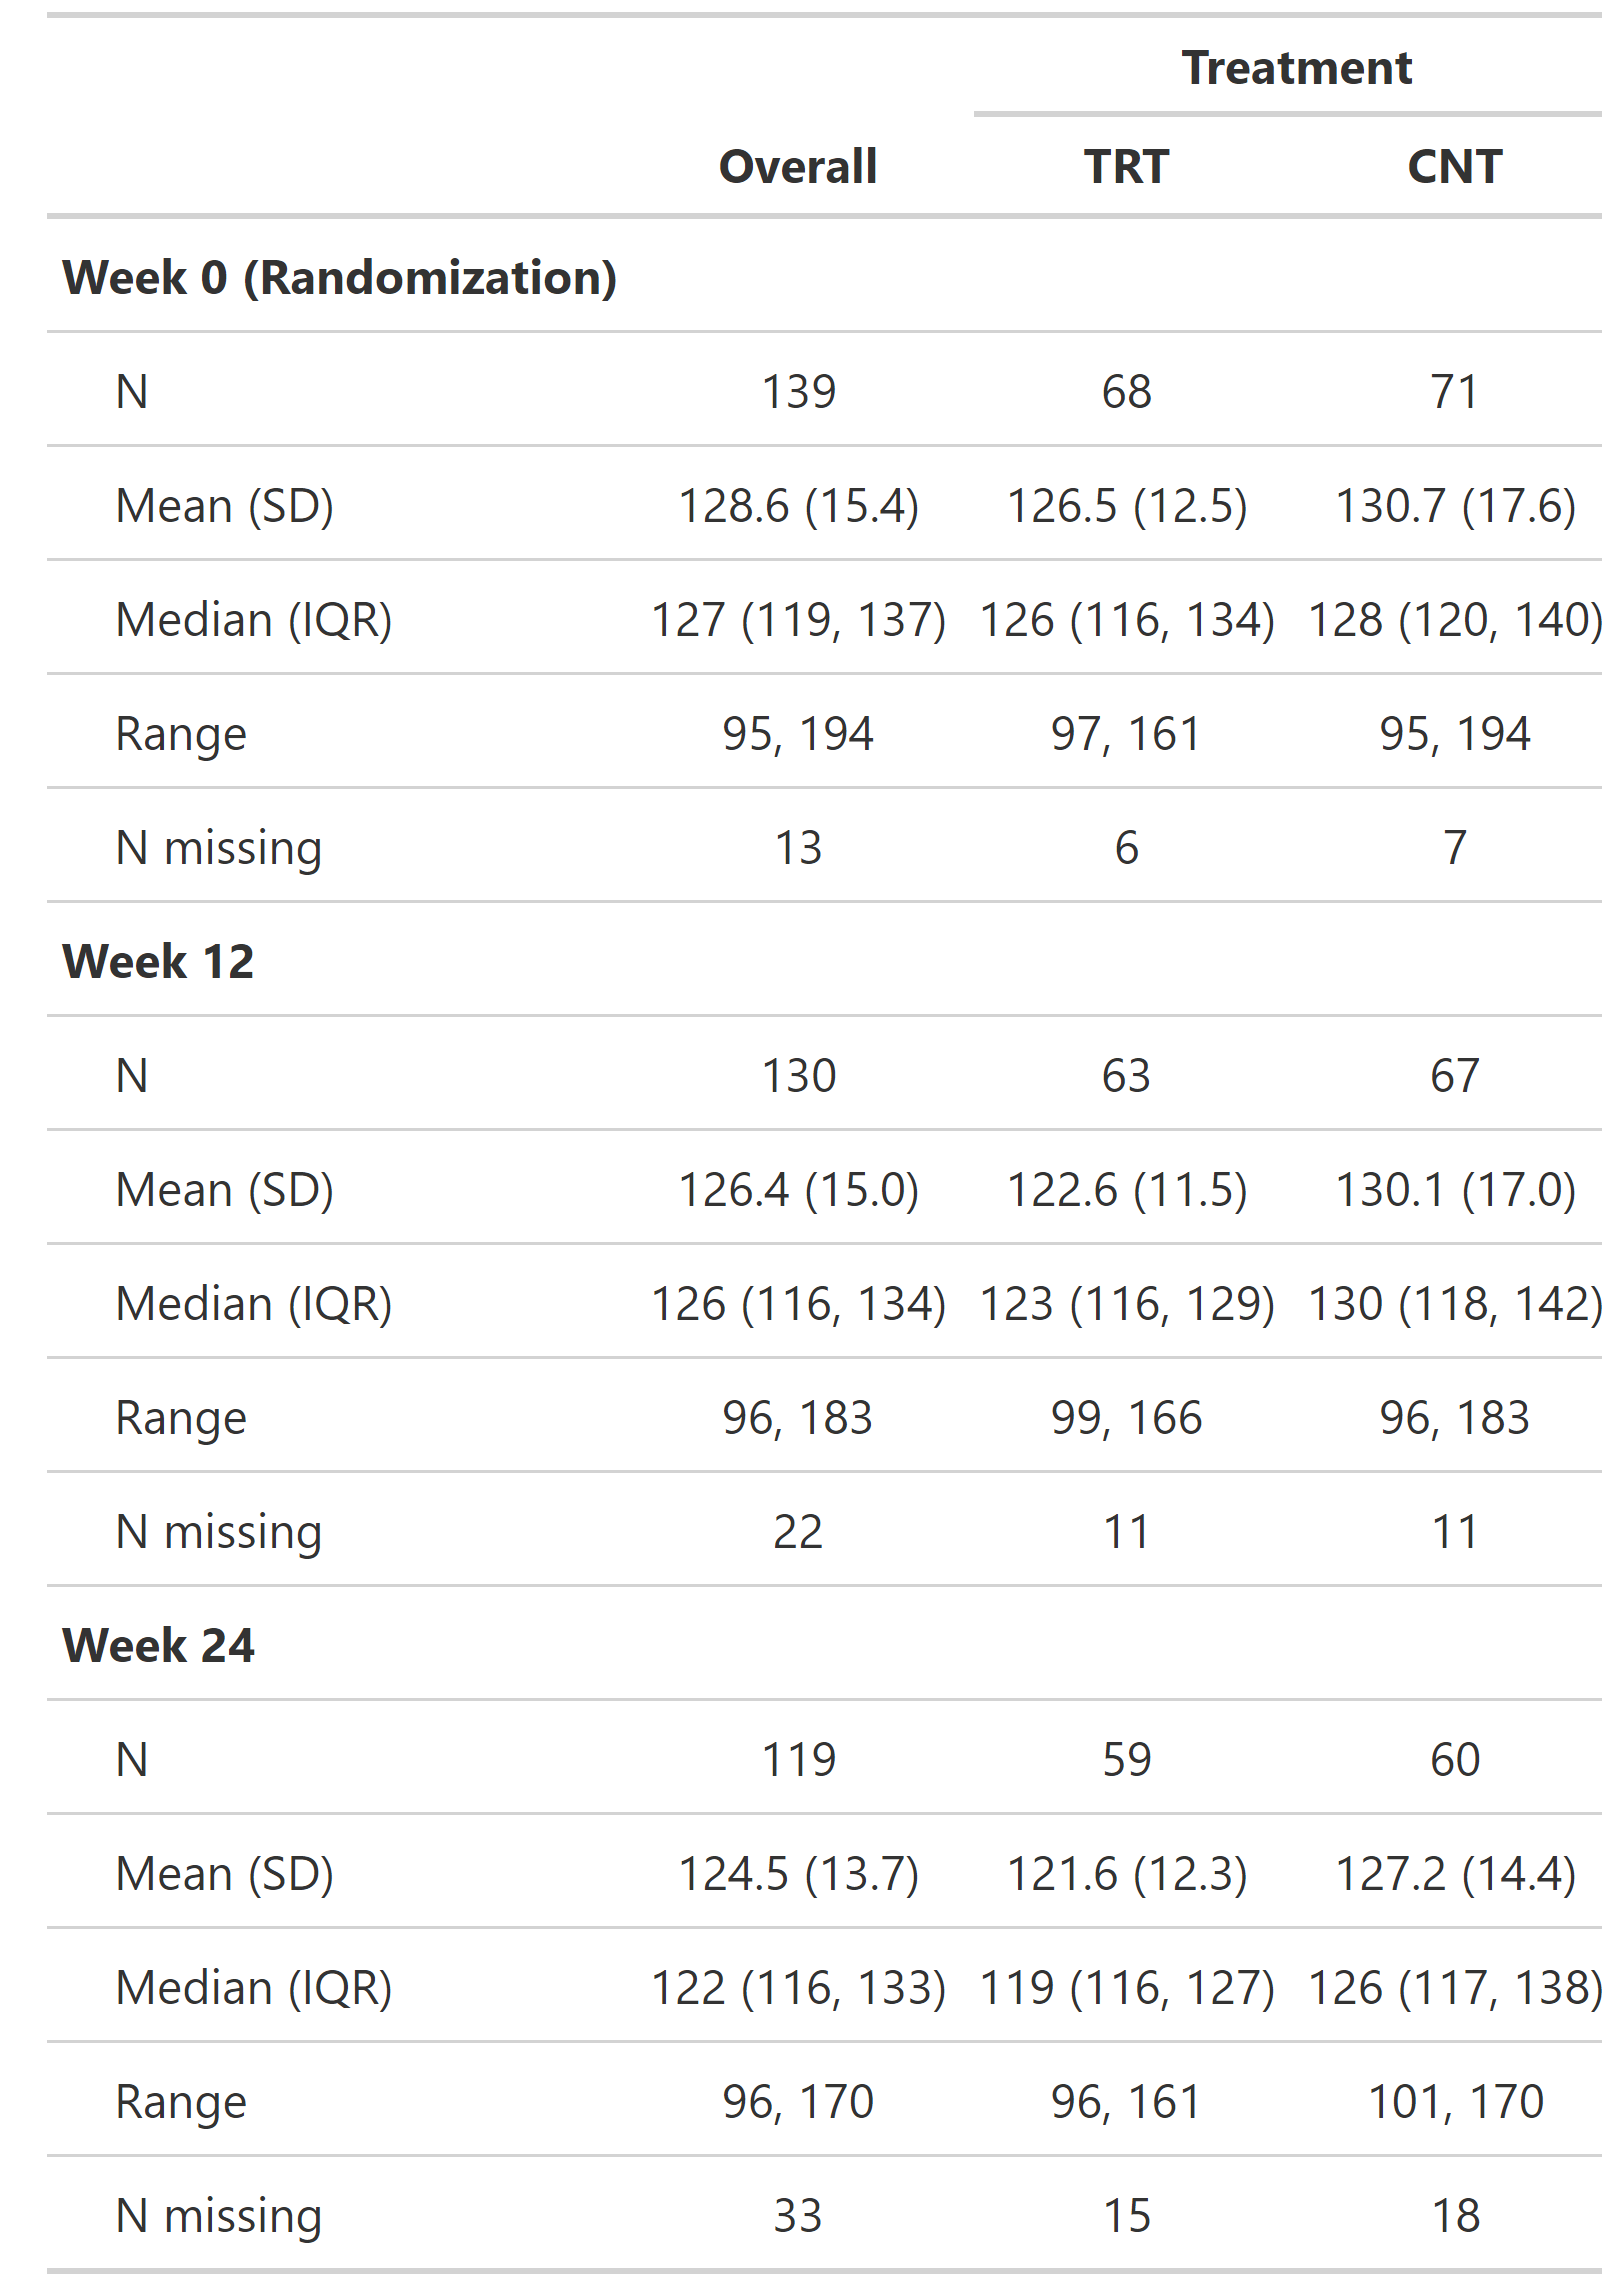 Treatment
Overall TRT CNT
Week 0 (Randomization)
N 139 68 71
Mean (SD) 128.6 (15.4) 126.5 (12.5) 130.7 (17.6)
Median (IQR) 127 (119, 137) 126 (116, 134) 128 (120, 140)
Range 95, 194 97, 161 95, 194
N missing 13 6 7
Week 12
N 130 63 67
Mean (SD) 126.4 (15.0) 122.6 (11.5) 130.1 (17.0)
Median (IQR) 126 (116, 134) 123 (116, 129) 130 (118, 142)
Range 96, 183 99, 166 96, 183
N missing 22 11 11
Week 24
N 119 59 60
Mean (SD) 124.5 (13.7) 121.6 (12.3) 127.2 (14.4)
Median (IQR) 122 (116, 133) 119 (116, 127) 126 (117, 138)
Range 96, 170 96, 161 101, 170
N missing 33 15 18